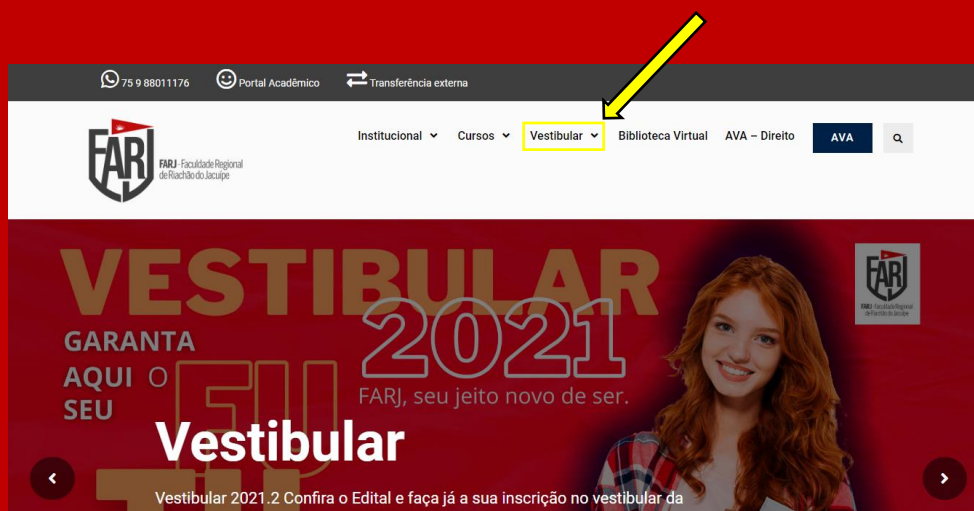 75 9 88011176 Portal Acadêmico Transferência externa
Institucional Cursos Vestibular Biblioteca Virtual AVA – Direito AVA
FARJ
FARJ - Faculdade Regional
de Riachão do Jacuípe
VESTIBULAR
2021
GARANTA
AQUI O
SEU
FARJ, seu jeito novo de ser.
FARJ
FARJ - Faculdade Regional
de Riachão do Jacuípe
Vestibular
Vestibular 2021.2 Confira o Edital e faça já a sua inscrição no vestibular da